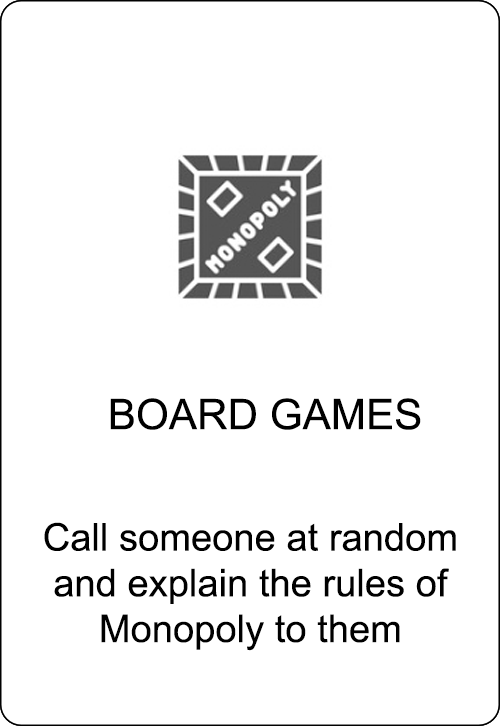 MONOPOLY
BOARD GAMES
Call someone at random
and explain the rules of
Monopoly to them